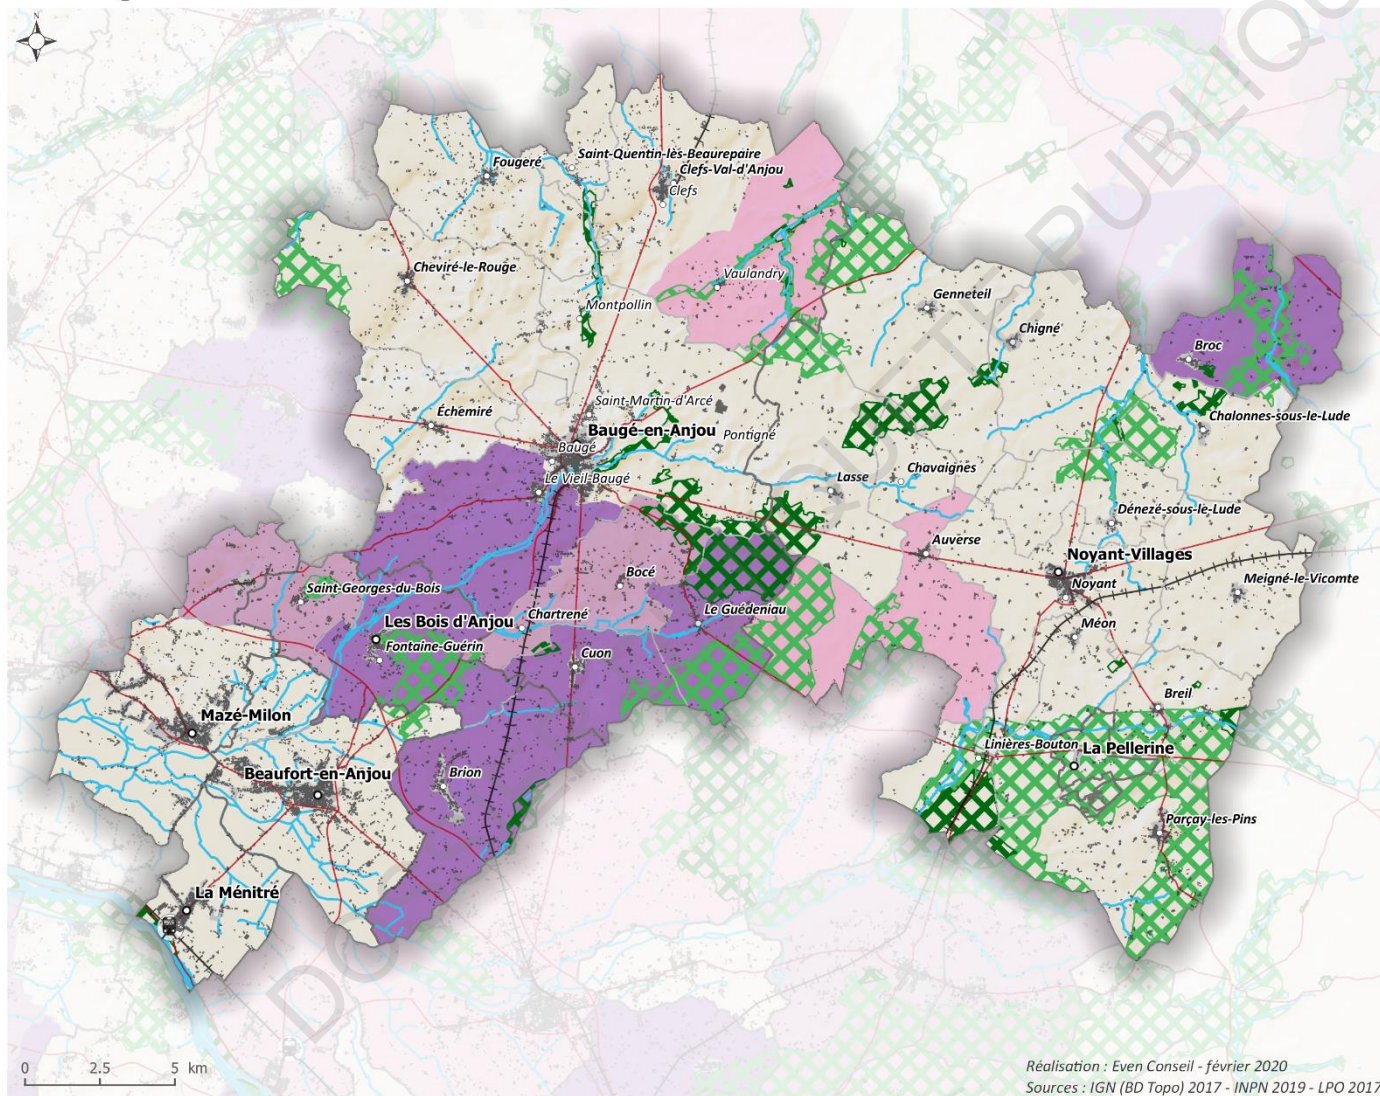 N
Fougeré
Saint-Quentin-lès-Beaurepaire
Clefs-Val-d'Anjou
Clefs
Cheviré-le-Rouge
Vaulandry
Montpollin
Genneteil
Chigné
Broc
Échemiré
Saint-Martin-d'Arcé
Chalonnes-sous-le-Lude
Baugé-en-Anjou
Pontigné
Baugé
Le Vieil-Baugé
Lasse
Chavaignes
Dénezé-sous-le-Lude
Auverse
Noyant-Villages
Noyant
Meigné-le-Vicomte
Bocé
Saint-Georges-du-Bois
Le Guédeniau
Chartrené
Les Bois d'Anjou
Méon
Fontaine-Guérin
Cuon
Breil
Mazé-Milon
Linières-Bouton
La Pellerine
Beaufort-en-Anjou
Brion
Parçay-les-Pins
La Ménitré
0 2.5 5 km
Réalisation : Even Conseil - février 2020
Sources : IGN (BD Topo) 2017 - INPN 2019 - LPO 2017